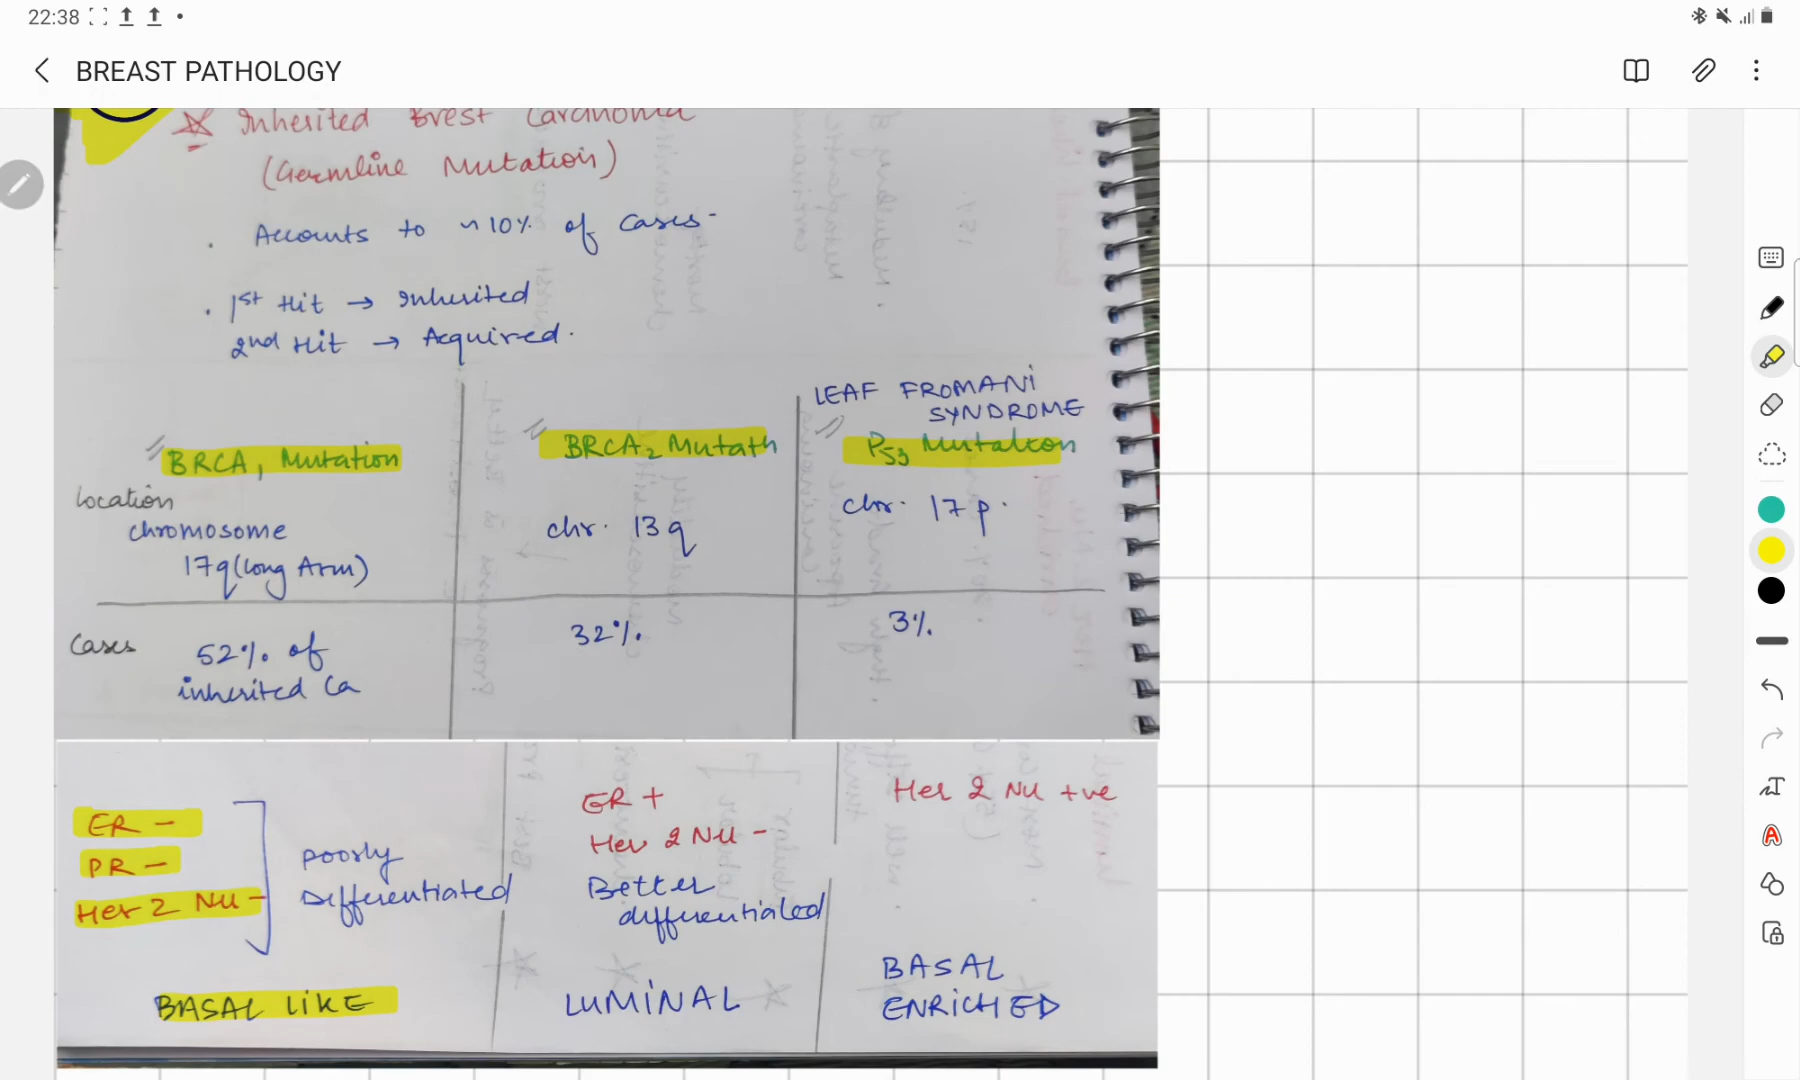 22:38
BREAST PATHOLOGY
Inherited Brest Carcinoma
(Germline Mutation)
. Accounts to ~10% of cases-
. 1st Hit → Inherited
2nd Hit → Acquired.
LEAF FROMANI
SYNDROME
BRCA1 Mutation
BRCA2 Mutath
P53 Mutation
location
chromosome
17q (long Arm)
chr. 13q
chr. 17p.
Cases
52% of
inherited Ca
32%.
3%.
ER -
PR -
Her 2 Nu -
Poorly
Differentiated
BASAL LIKE
ER +
Her 2 Nu -
Better
differentiated
LUMINAL
Her 2 Nu +ve
BASAL
ENRICHED